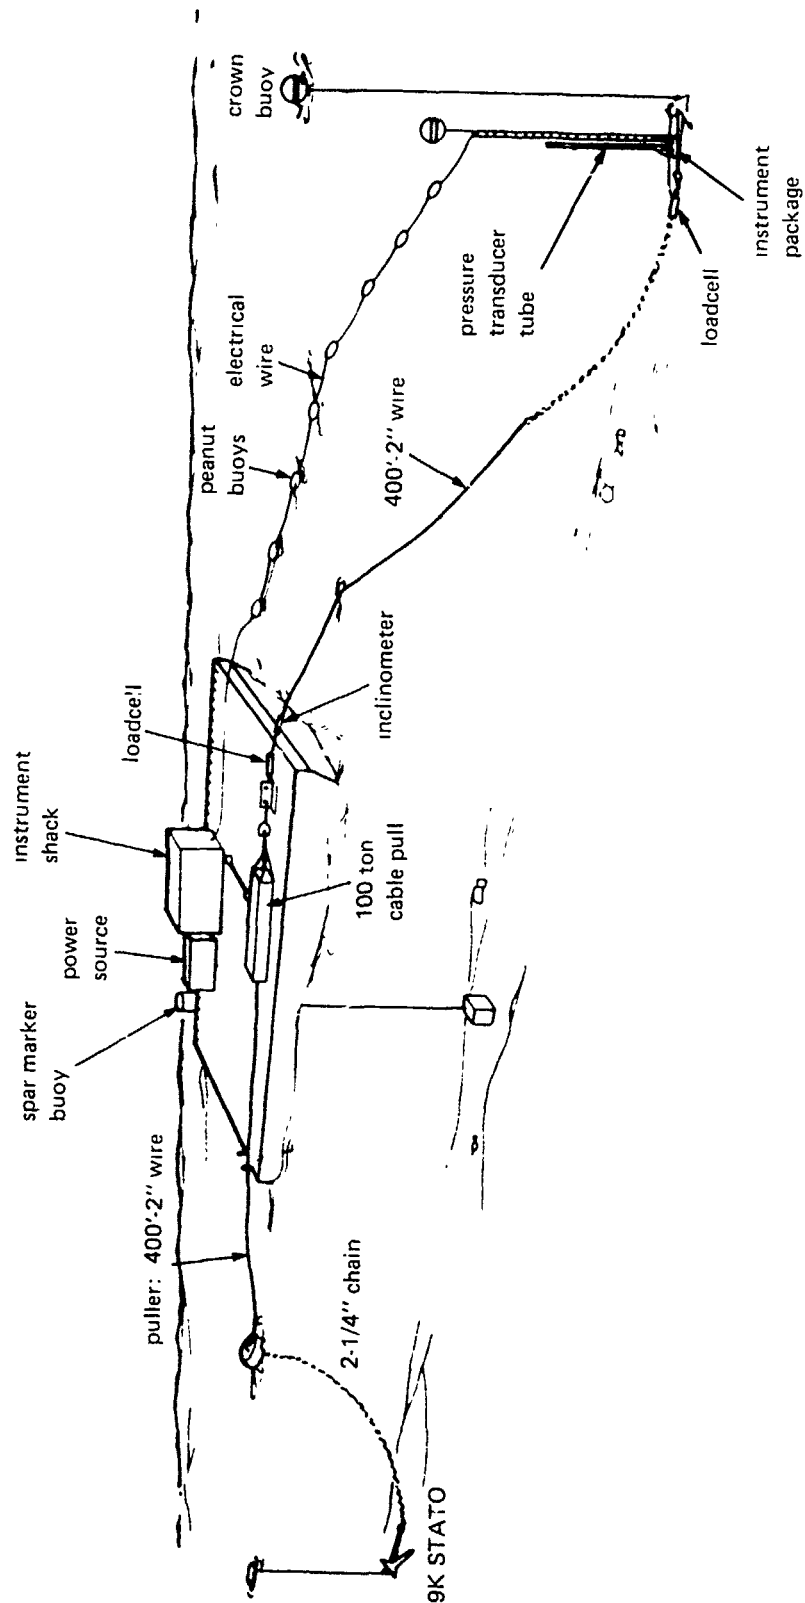 spar marker
buoy
power
source
instrument
shack
loadcell
puller: 400'-2" wire
peanut
buoys
electrical
wire
crown
buoy
2-1/4" chain
100 ton
cable pull
inclinometer
400'-2" wire
9K STATO
pressure
transducer
tube
loadcell
instrument
package